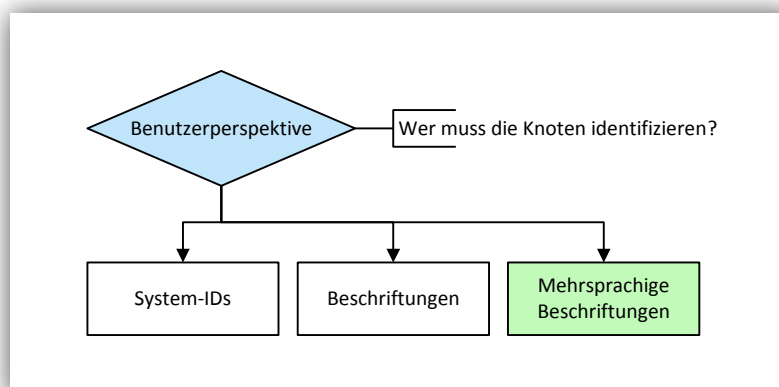 Benutzerperspektive
Wer muss die Knoten identifizieren?
System-IDs
Beschriftungen
Mehrsprachige
Beschriftungen